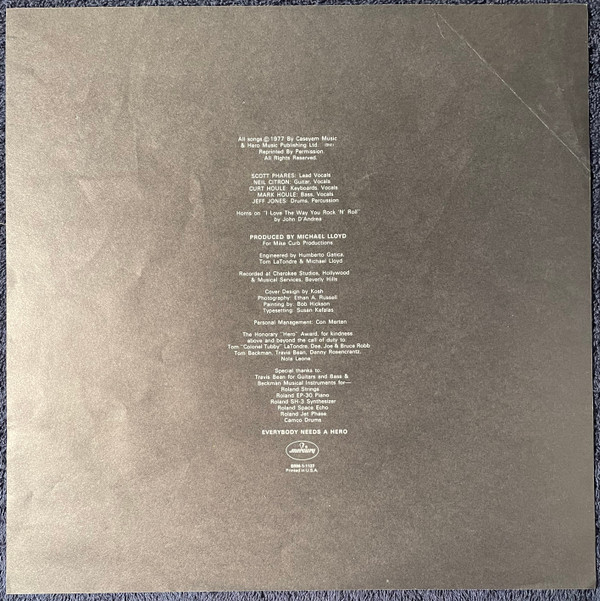 All songs © 1977 By Caseyem Music
& Hero Music Publishing Ltd. (BMI)
Reprinted By Permission.
All Rights Reserved.
SCOTT PHARES: Lead Vocals
NEIL CITRON: Guitar, Vocals
CURT HOULE: Keyboards, Vocals
MARK HOULE: Bass, Vocals
JEFF JONES: Drums, Percussion
Horns on "I Love The Way You Rock 'N' Roll"
by John D'Andrea
PRODUCED BY MICHAEL LLOYD
For Mike Curb Productions
Engineered by Humberto Gatica,
Tom LaTondre & Michael Lloyd
Recorded at Cherokee Studios, Hollywood
& Musical Services, Beverly Hills
Cover Design by Kosh
Photography: Ethan A. Russell
Painting by: Bob Hickson
Typesetting: Susan Kefalas
Personal Management: Con Merten
The Honorary "Hero" Award, for kindness
above and beyond the call of duty to:
Tom "Colonel Tubby" LaTondre, Dee, Joe & Bruce Robb
Tom Backman, Travis Bean, Danny Rosencrantz,
Nola Leone.
Special thanks to:
Travis Bean for Guitars and Bass &
Beckman Musical Instruments for—
Roland Strings
Roland EP-30 Piano
Roland SH-3 Synthesizer
Roland Space Echo
Roland Jet Phase
Camco Drums
EVERYBODY NEEDS A HERO
mercury
SRM-1-1187
Printed in U.S.A.